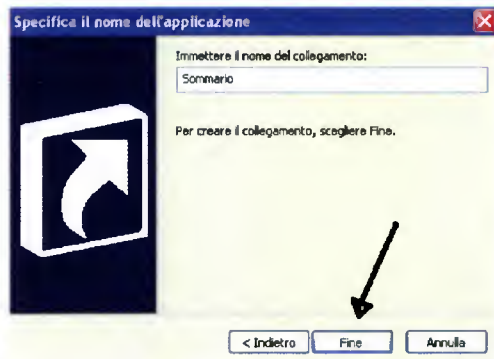 Specifica il nome dell'applicazione
Immettere il nome del collegamento:
Sommario
Per creare il collegamento, scegliere Fine.
< Indietro
Fine
Annulla